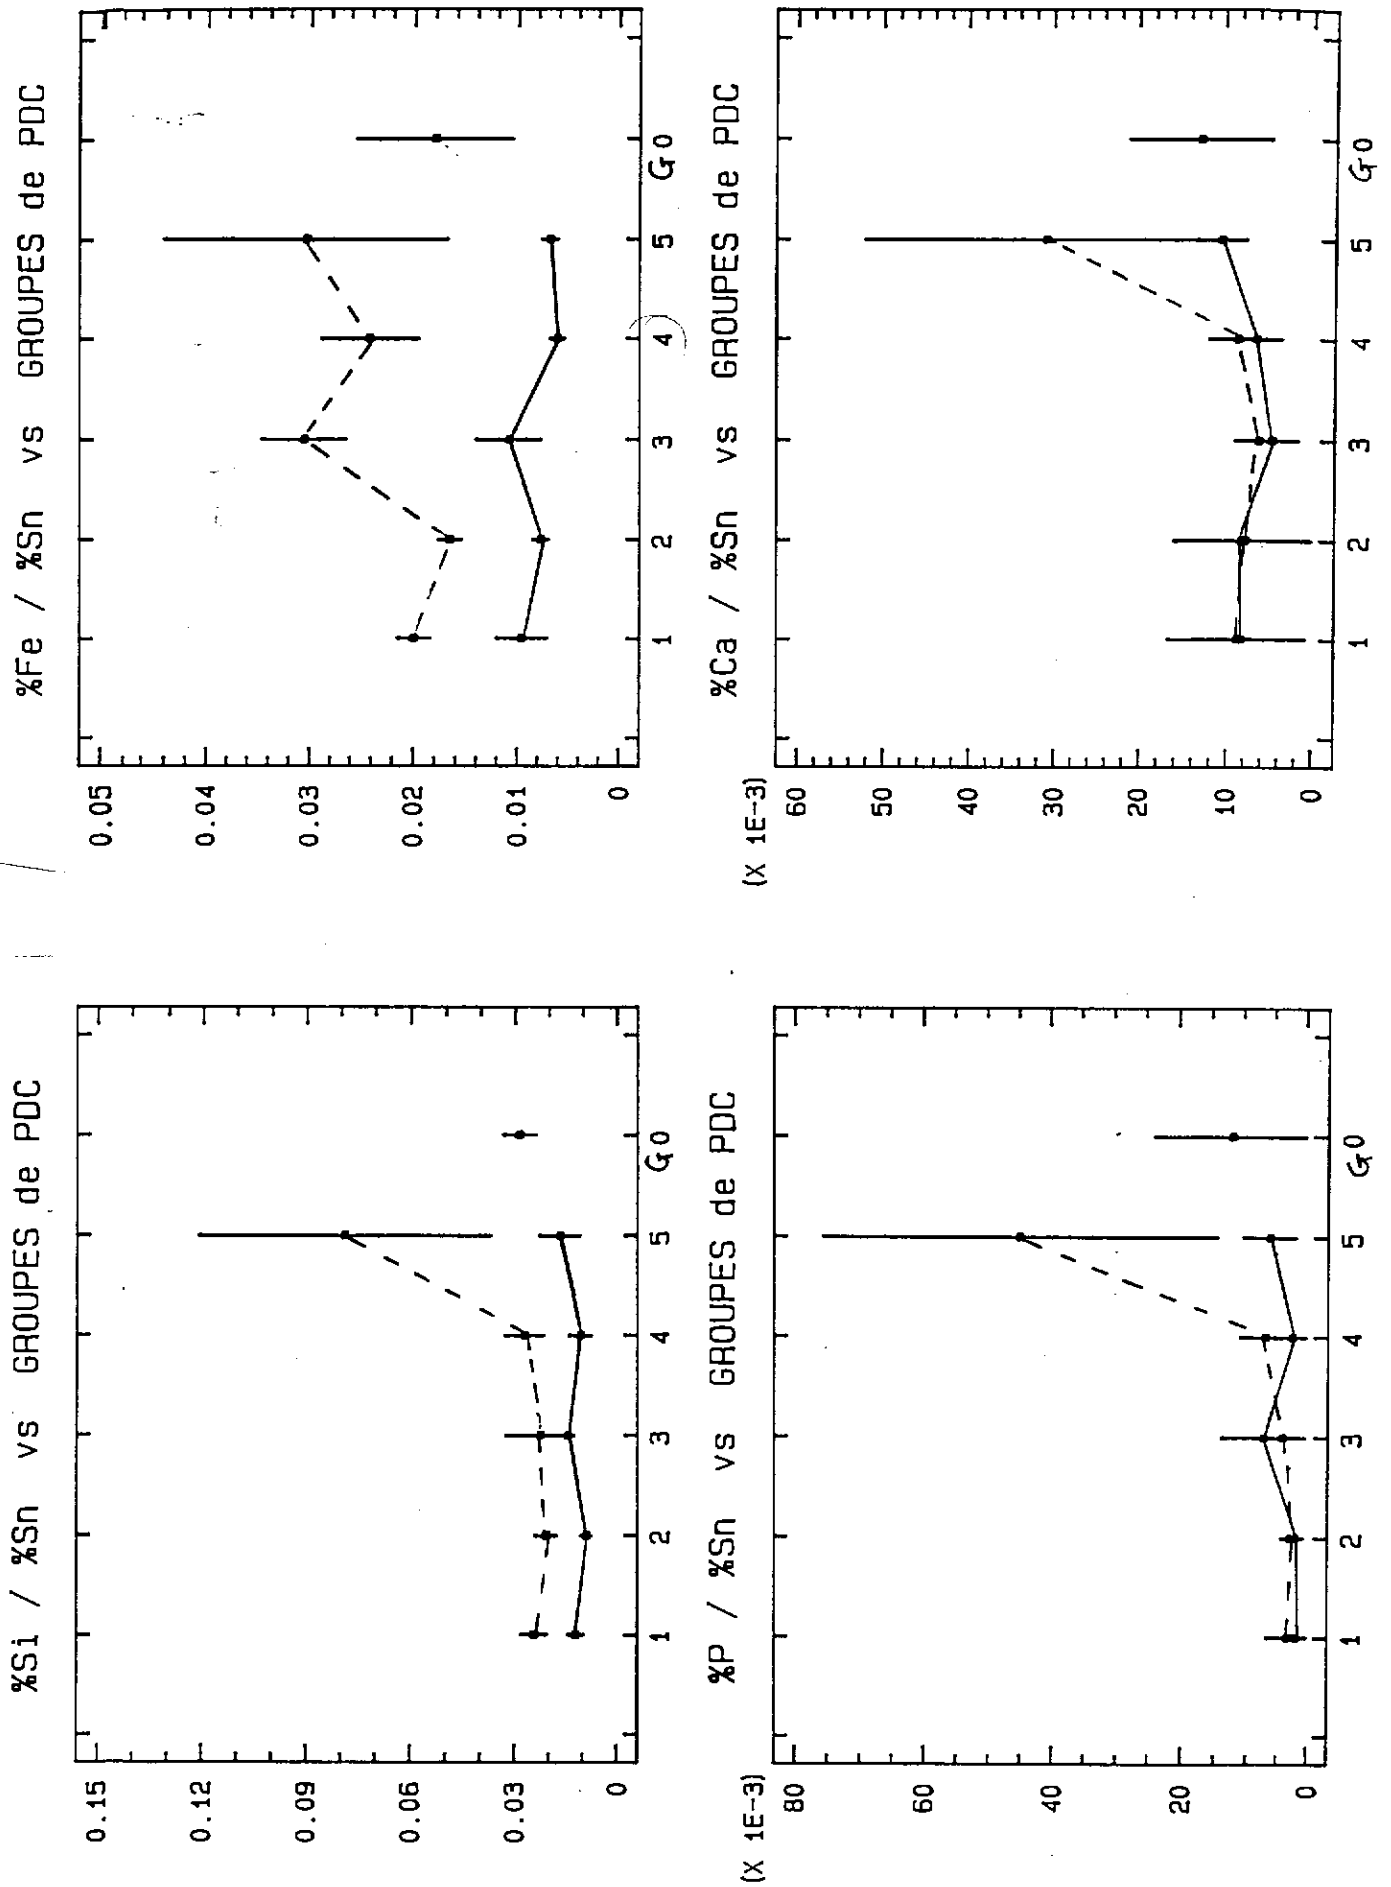 %Si / %Sn vs GROUPES de PDC
0.15
0.12
0.09
0.06
0.03
0
1 2 3 4 5 G0
%Fe / %Sn vs GROUPES de PDC
0.05
0.04
0.03
0.02
0.01
0
1 2 3 4 5 G0
%P / %Sn vs GROUPES de PDC
(X 1E-3)
80
60
40
20
0
1 2 3 4 5 G0
%Ca / %Sn vs GROUPES de PDC
(X 1E-3)
60
50
40
30
20
10
0
1 2 3 4 5 G0